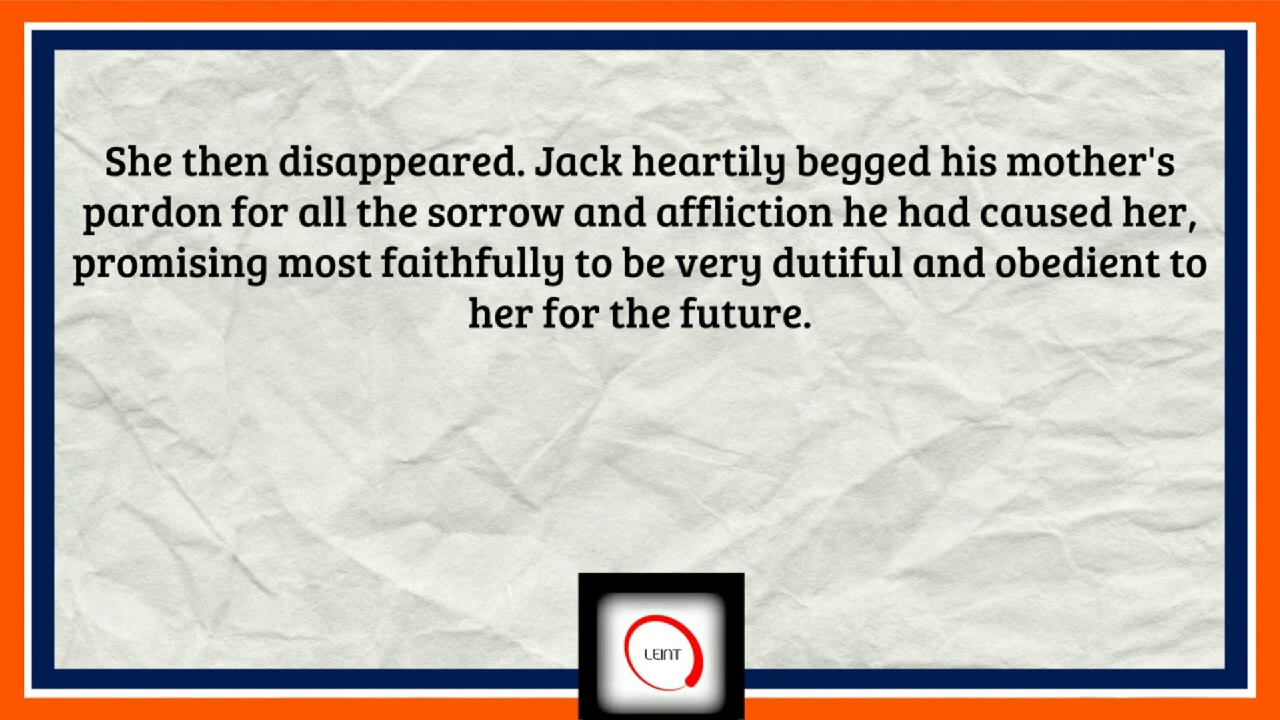 She then disappeared. Jack heartily begged his mother's
pardon for all the sorrow and affliction he had caused her,
promising most faithfully to be very dutiful and obedient to
her for the future.
LEINT